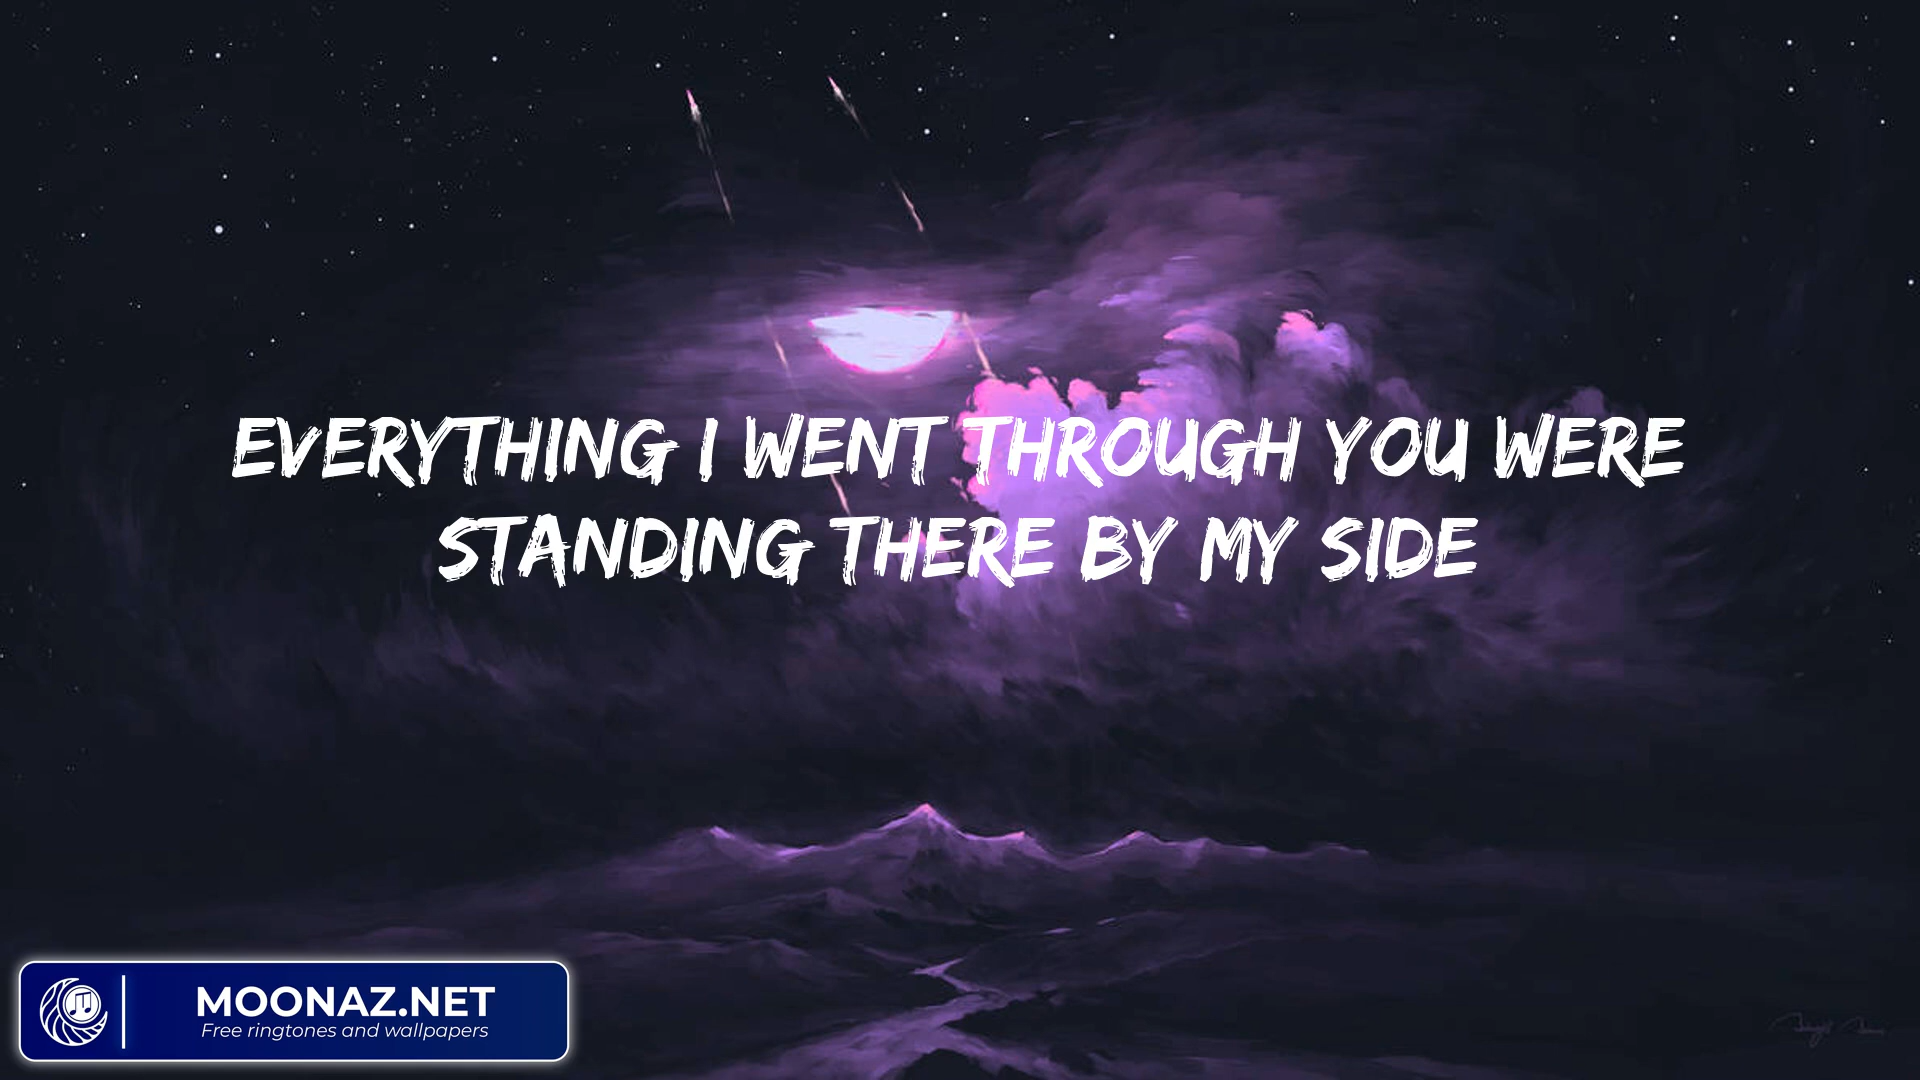 EVERYTHING I WENT THROUGH YOU WERE
STANDING THERE BY MY SIDE
MOONAZ.NET
Free ringtones and wallpapers